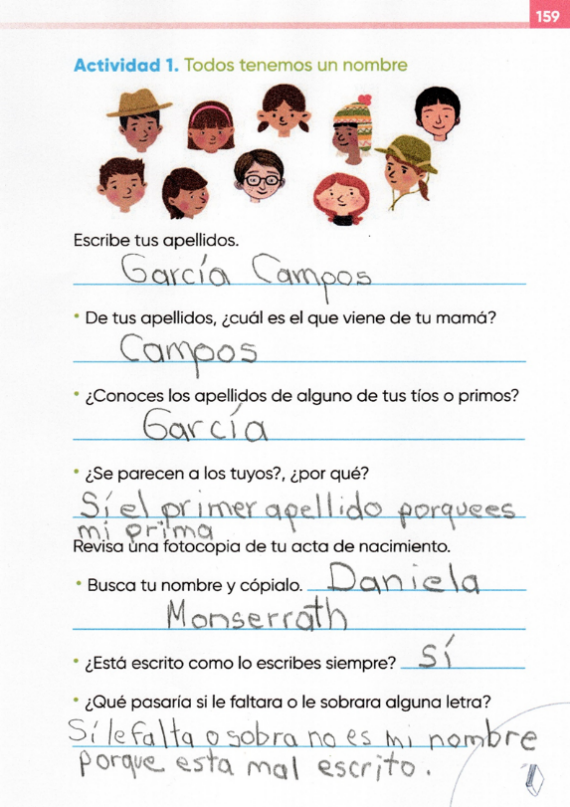 159
Actividad 1. Todos tenemos un nombre
Escribe tus apellidos.
García Campos
• De tus apellidos, ¿cuál es el que viene de tu mamá?
Campos
• ¿Conoces los apellidos de alguno de tus tíos o primos?
García
• ¿Se parecen a los tuyos?, ¿por qué?
Sí el primer apellido porque es
mi prima
Revisa una fotocopia de tu acta de nacimiento.
• Busca tu nombre y cópialo. Daniela
Monserrath
• ¿Está escrito como lo escribes siempre? Sí
• ¿Qué pasaría si le faltara o le sobrara alguna letra?
Sí le falta o sobra no es mi nombre
porque esta mal escrito.